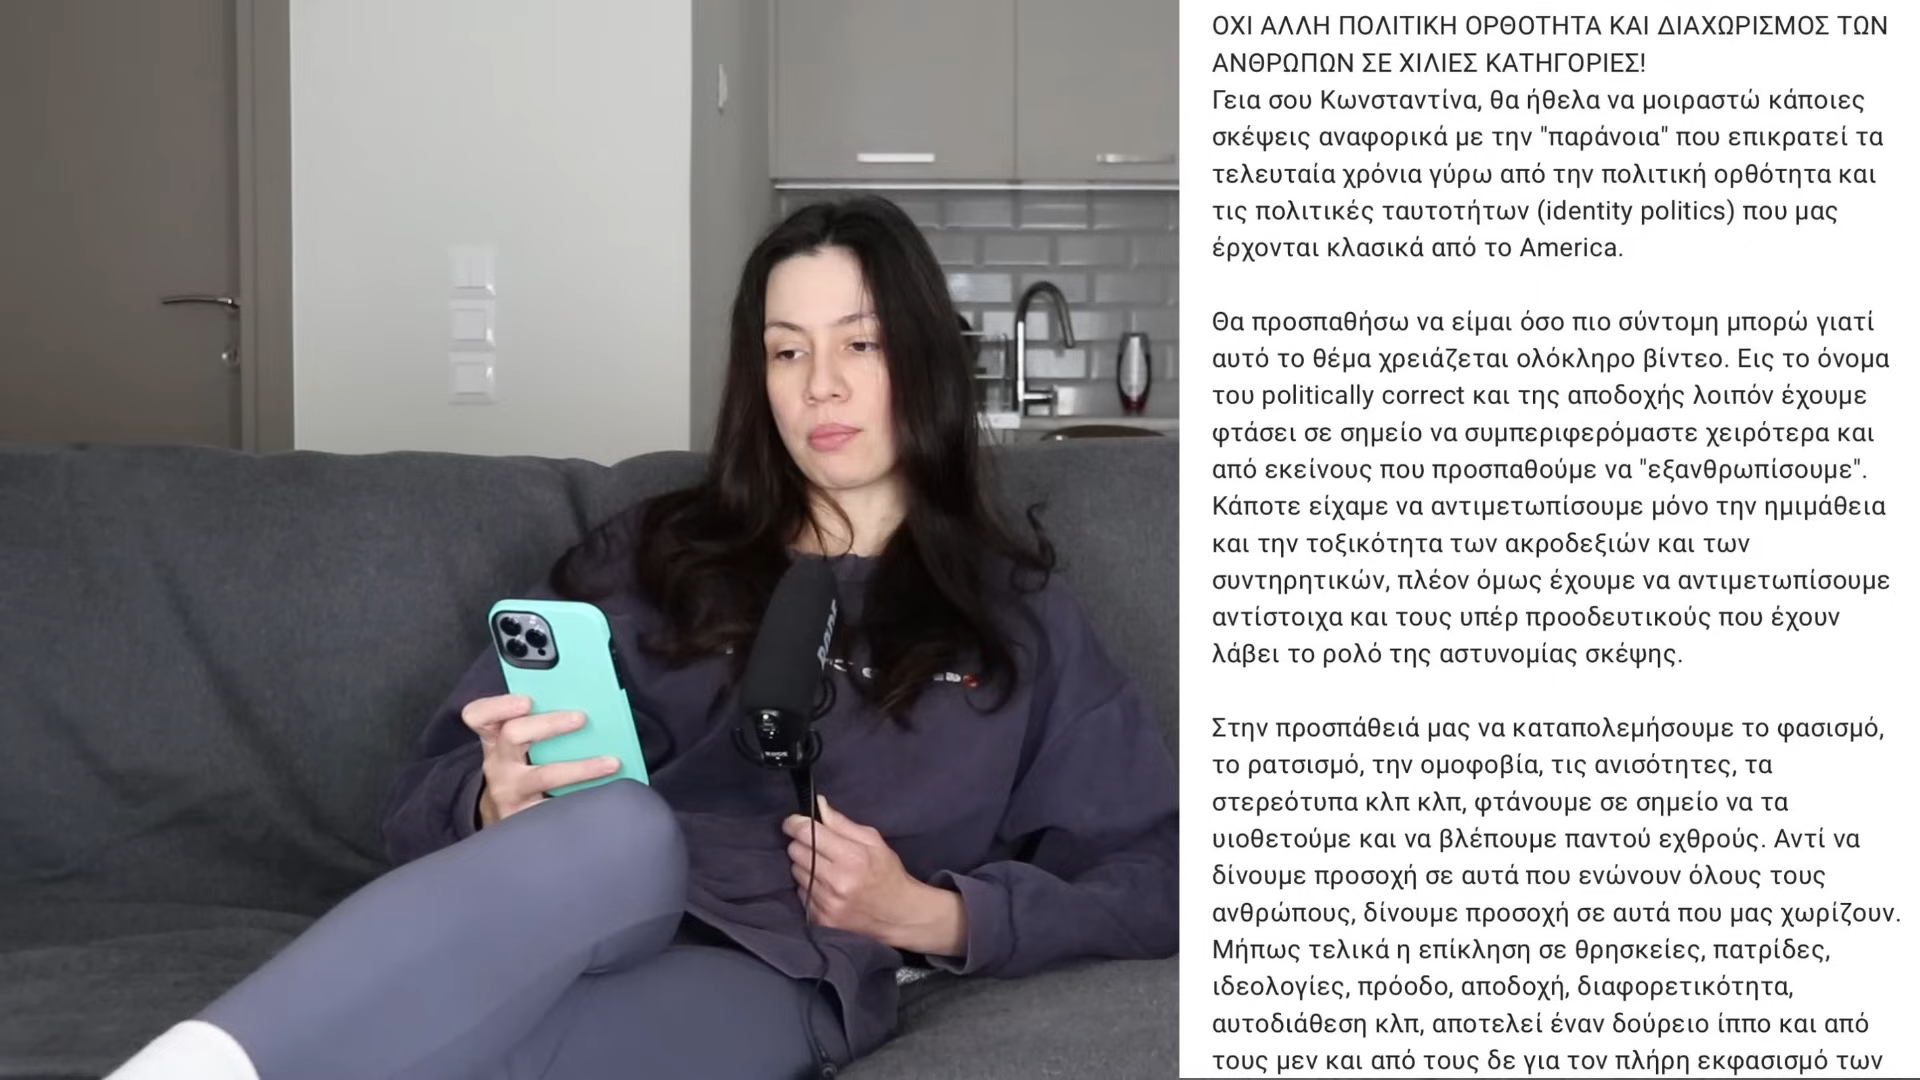 ΟΧΙ ΑΛΛΗ ΠΟΛΙΤΙΚΗ ΟΡΘΟΤΗΤΑ ΚΑΙ ΔΙΑΧΩΡΙΣΜΟΣ ΤΩΝ
ΑΝΘΡΩΠΩΝ ΣΕ ΧΙΛΙΕΣ ΚΑΤΗΓΟΡΙΕΣ!
Γεια σου Κωνσταντίνα, θα ήθελα να μοιραστώ κάποιες
σκέψεις αναφορικά με την "παράνοια" που επικρατεί τα
τελευταία χρόνια γύρω από την πολιτική ορθότητα και
τις πολιτικές ταυτοτήτων (identity politics) που μας
έρχονται κλασικά από το America.
Θα προσπαθήσω να είμαι όσο πιο σύντομη μπορώ γιατί
αυτό το θέμα χρειάζεται ολόκληρο βίντεο. Εις το όνομα
του politically correct και της αποδοχής λοιπόν έχουμε
φτάσει σε σημείο να συμπεριφερόμαστε χειρότερα και
από εκείνους που προσπαθούμε να "εξανθρωπίσουμε".
Κάποτε είχαμε να αντιμετωπίσουμε μόνο την ημιμάθεια
και την τοξικότητα των ακροδεξιών και των
συντηρητικών, πλέον όμως έχουμε να αντιμετωπίσουμε
αντίστοιχα και τους υπέρ προοδευτικούς που έχουν
λάβει το ρολό της αστυνομίας σκέψης.
Στην προσπάθειά μας να καταπολεμήσουμε το φασισμό,
το ρατσισμό, την ομοφοβία, τις ανισότητες, τα
στερεότυπα κλπ κλπ, φτάνουμε σε σημείο να τα
υιοθετούμε και να βλέπουμε παντού εχθρούς. Αντί να
δίνουμε προσοχή σε αυτά που ενώνουν όλους τους
ανθρώπους, δίνουμε προσοχή σε αυτά που μας χωρίζουν.
Μήπως τελικά η επίκληση σε θρησκείες, πατρίδες,
ιδεολογίες, πρόοδο, αποδοχή, διαφορετικότητα,
αυτοδιάθεση κλπ, αποτελεί έναν δούρειο ίππο και από
τους μεν και από τους δε για τον πλήρη εκφασισμό των